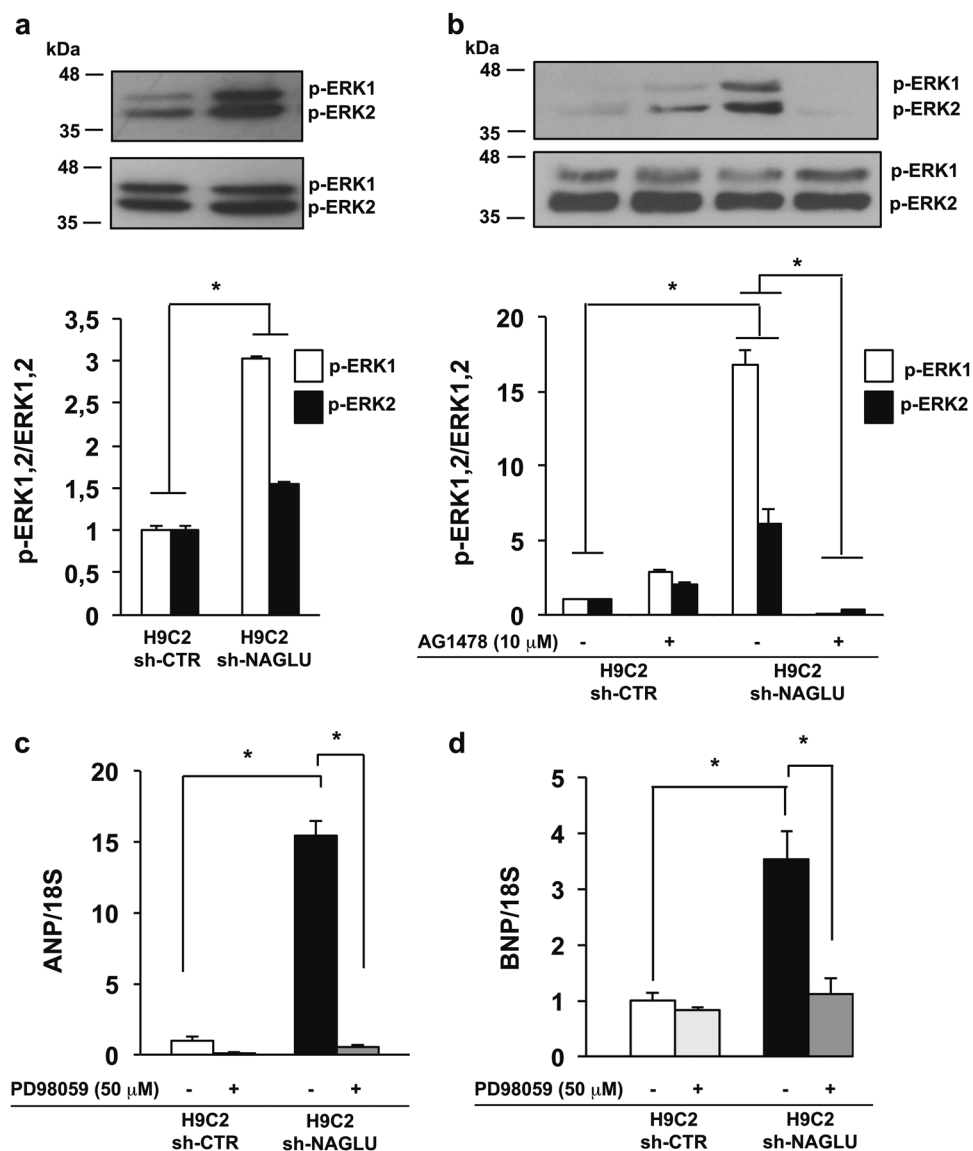 a
kDa
48
35
p-ERK1
p-ERK2
48
35
p-ERK1
p-ERK2
*
p-ERK1,2/ERK1,2
3,5
3
2,5
2
1,5
1
0,5
0
p-ERK1
p-ERK2
H9C2
sh-CTR
H9C2
sh-NAGLU
b
kDa
48
35
p-ERK1
p-ERK2
48
35
p-ERK1
p-ERK2
*
*
p-ERK1,2/ERK1,2
20
15
10
5
0
p-ERK1
p-ERK2
AG1478 (10 µM) - + - +
H9C2
sh-CTR
H9C2
sh-NAGLU
c
*
*
ANP/18S
20
15
10
5
0
PD98059 (50 µM) - + - +
H9C2
sh-CTR
H9C2
sh-NAGLU
d
*
*
BNP/18S
5
4
3
2
1
0
PD98059 (50 µM) - + - +
H9C2
sh-CTR
H9C2
sh-NAGLU